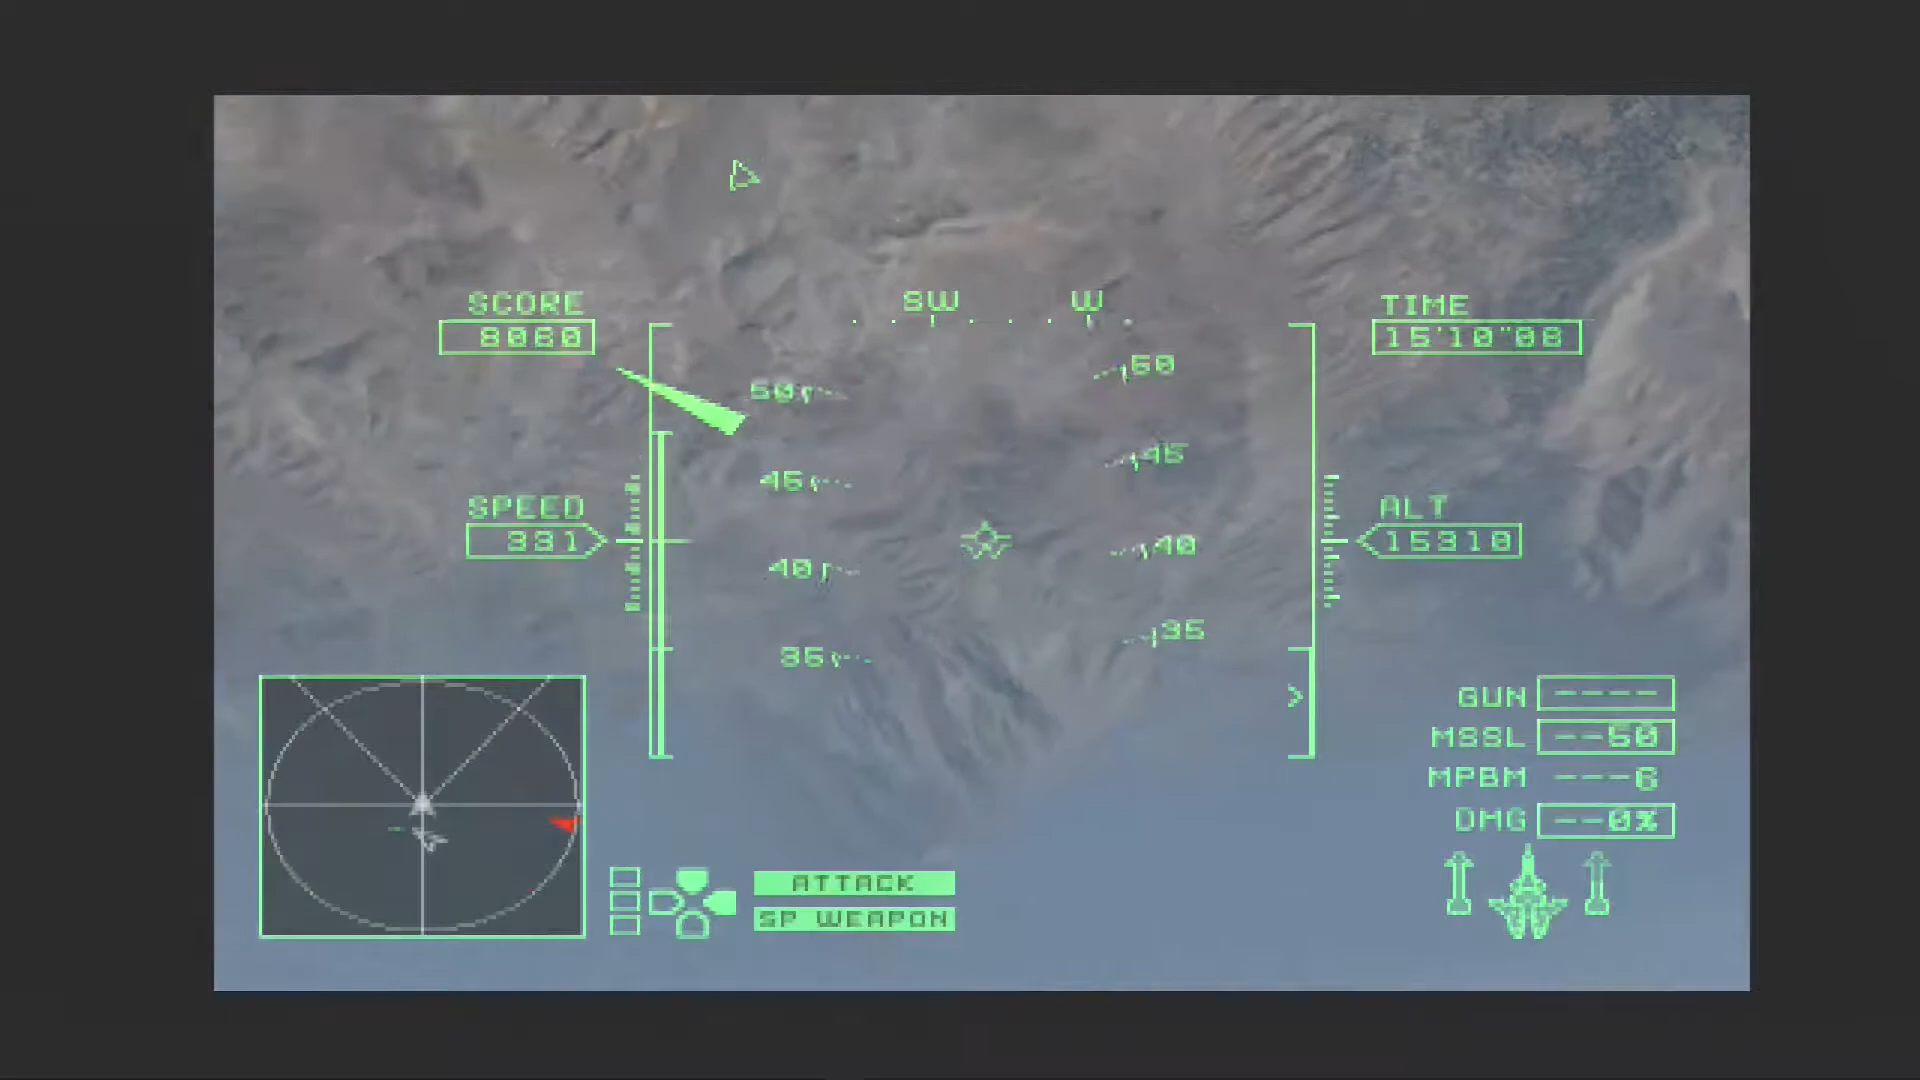 SCORE
8060
SW W
TIME
15'10"08
50 50
45 45
SPEED
331
ALT
15310
40 40
35 35
GUN ----
MSSL --50
MPBM ---6
DMG --0%
ATTACK
SP WEAPON